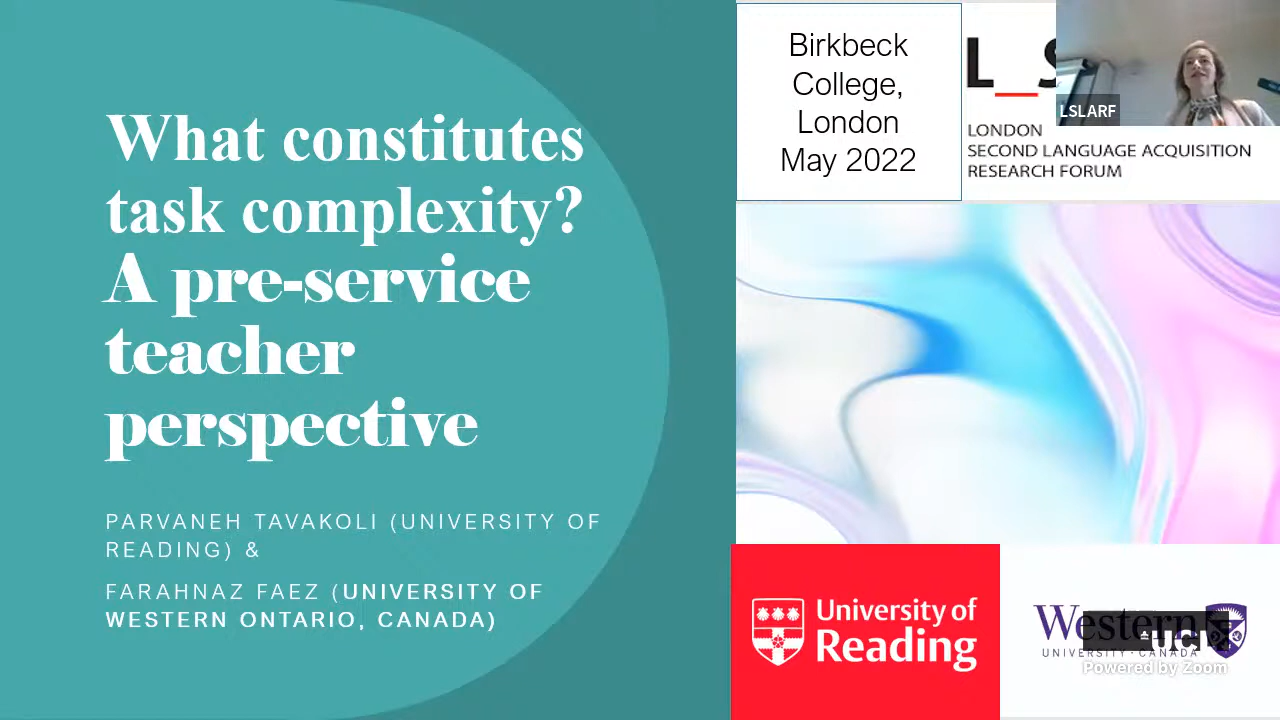 What constitutes
task complexity?
A pre-service
teacher
perspective
PARVANEH TAVAKOLI (UNIVERSITY OF
READING) &
FARAHNAZ FAEZ (UNIVERSITY OF
WESTERN ONTARIO, CANADA)
Birkbeck
College,
London
May 2022
L_S
LSLARF
LONDON
SECOND LANGUAGE ACQUISITION
RESEARCH FORUM
University of
Reading
Western
UNIVERSITY · CANADA
UCL
Powered by Zoom